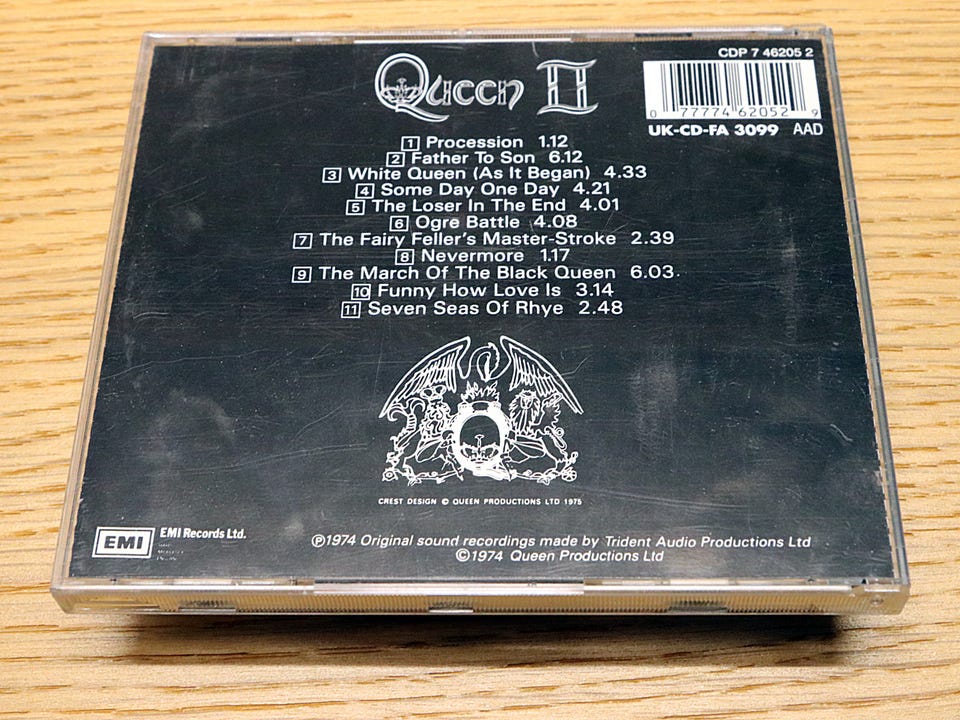 CDP 7 46205 2
Queen II
0 77774 62052 9
UK-CD-FA 3099 AAD
1 Procession 1.12
2 Father To Son 6.12
3 White Queen (As It Began) 4.33
4 Some Day One Day 4.21
5 The Loser In The End 4.01
6 Ogre Battle 4.08
7 The Fairy Feller's Master-Stroke 2.39
8 Nevermore 1.17
9 The March Of The Black Queen 6.03
10 Funny How Love Is 3.14
11 Seven Seas Of Rhye 2.48
CREST DESIGN © QUEEN PRODUCTIONS LTD 1975
EMI EMI Records Ltd.
℗1974 Original sound recordings made by Trident Audio Productions Ltd
©1974 Queen Productions Ltd